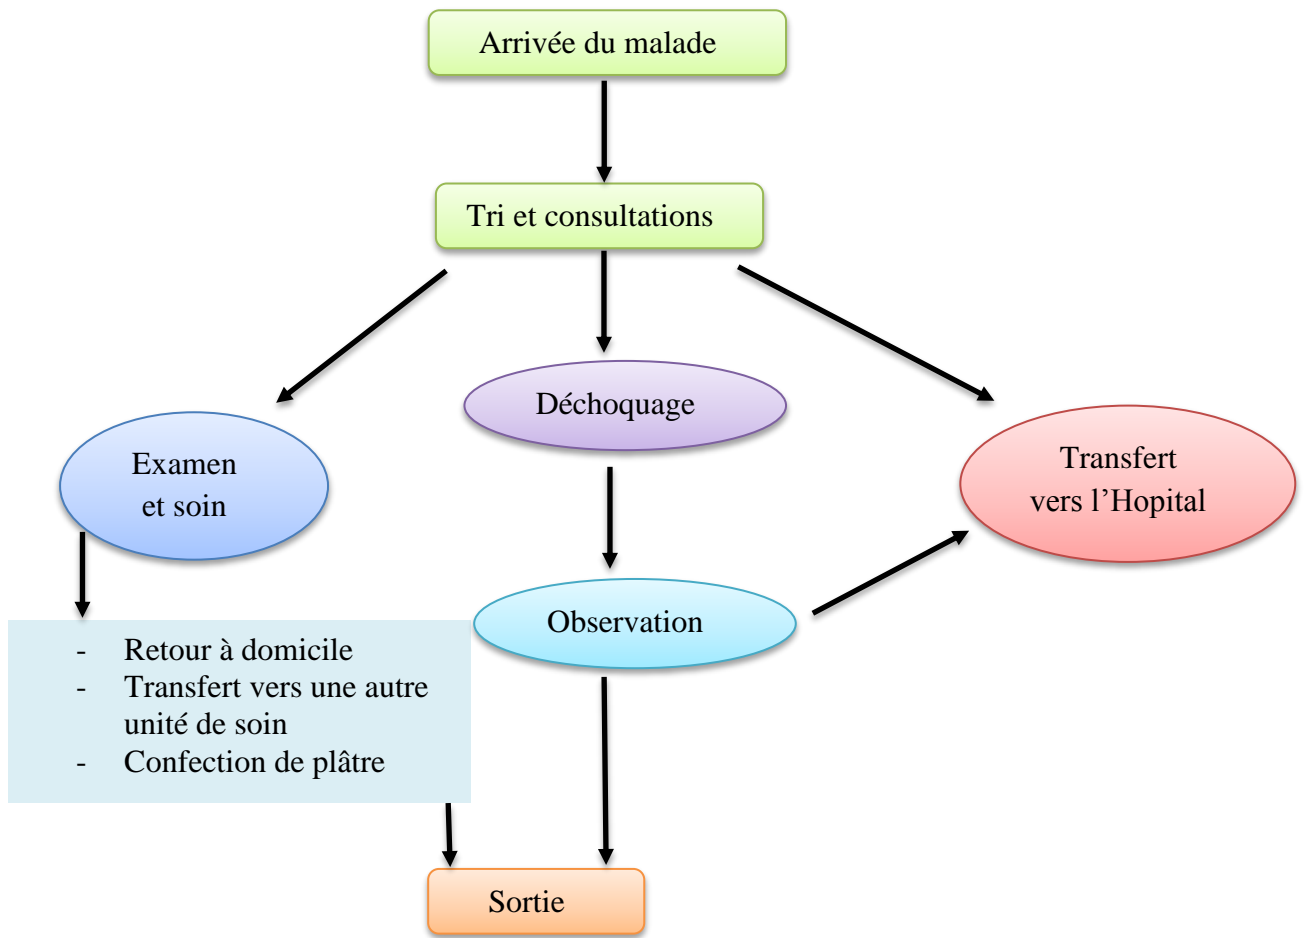 Arrivée du malade
Tri et consultations
Déchoquage
Examen
et soin
Transfert
vers l’Hopital
Observation
- Retour à domicile
- Transfert vers une autre
unité de soin
- Confection de plâtre
Sortie